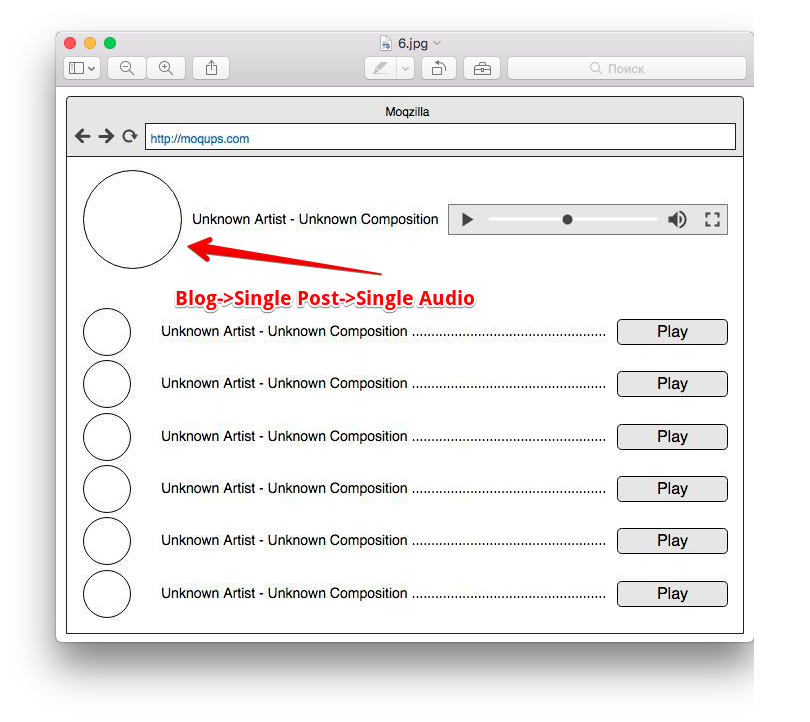 6.jpg
Поиск
Moqzilla
http://moqups.com
Unknown Artist - Unknown Composition
Blog->Single Post->Single Audio
Unknown Artist - Unknown Composition ................................................. Play
Unknown Artist - Unknown Composition ................................................. Play
Unknown Artist - Unknown Composition ................................................. Play
Unknown Artist - Unknown Composition ................................................. Play
Unknown Artist - Unknown Composition ................................................. Play
Unknown Artist - Unknown Composition ................................................. Play